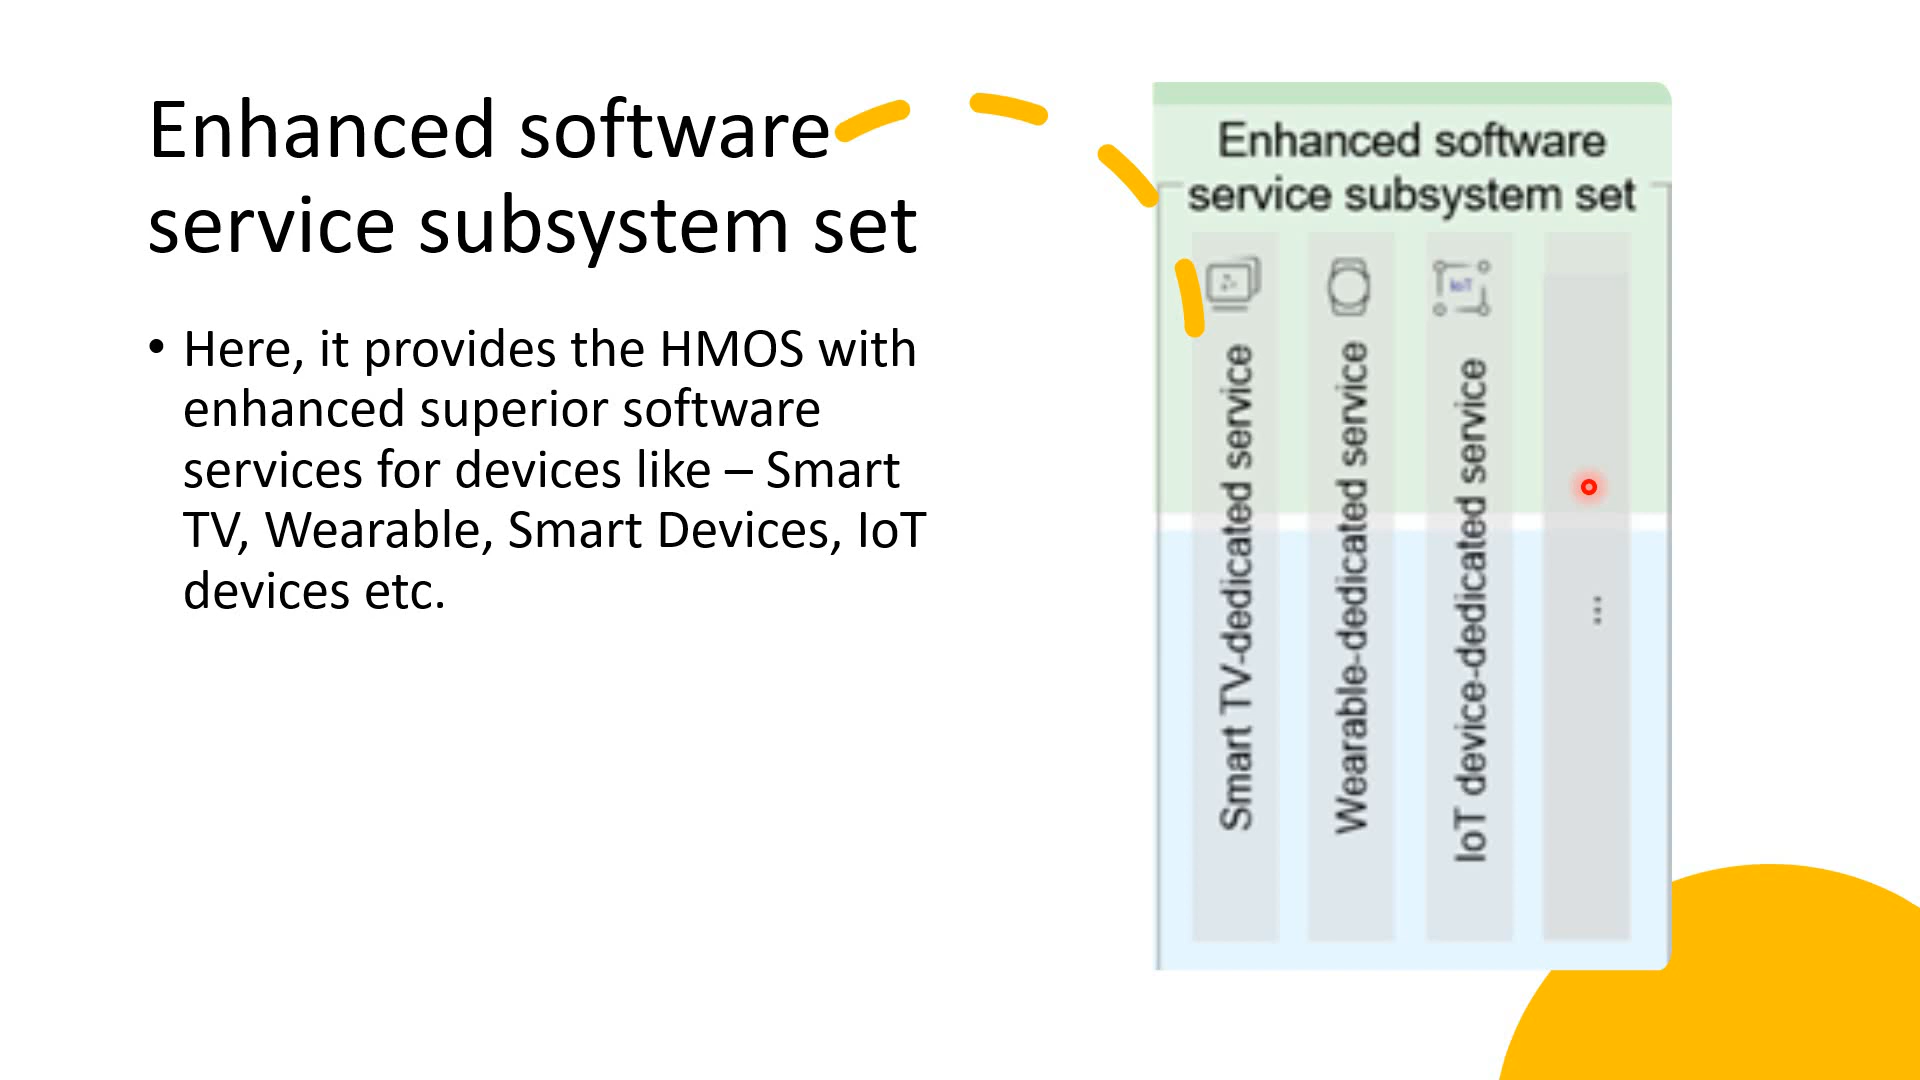 Enhanced software
service subsystem set
• Here, it provides the HMOS with
enhanced superior software
services for devices like – Smart
TV, Wearable, Smart Devices, IoT
devices etc.
Enhanced software
service subsystem set
Smart TV-dedicated service
Wearable-dedicated service
IoT
IoT device-dedicated service
...